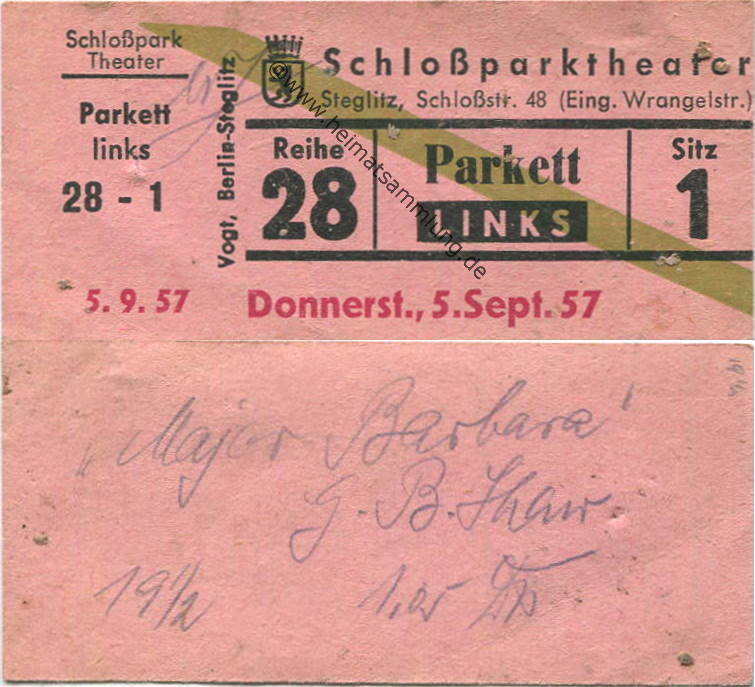 Schloßpark
Theater
Parkett
links
28 - 1
5. 9. 57
Vogt, Berlin-Steglitz
Schloßparktheater
Steglitz, Schloßstr. 48 (Eing. Wrangelstr.)
Reihe
28
Parkett
LINKS
Sitz
1
Donnerst., 5. Sept. 57
©www.heimatsammlung.de
„Major Barbara"
G. B. Shaw
19½